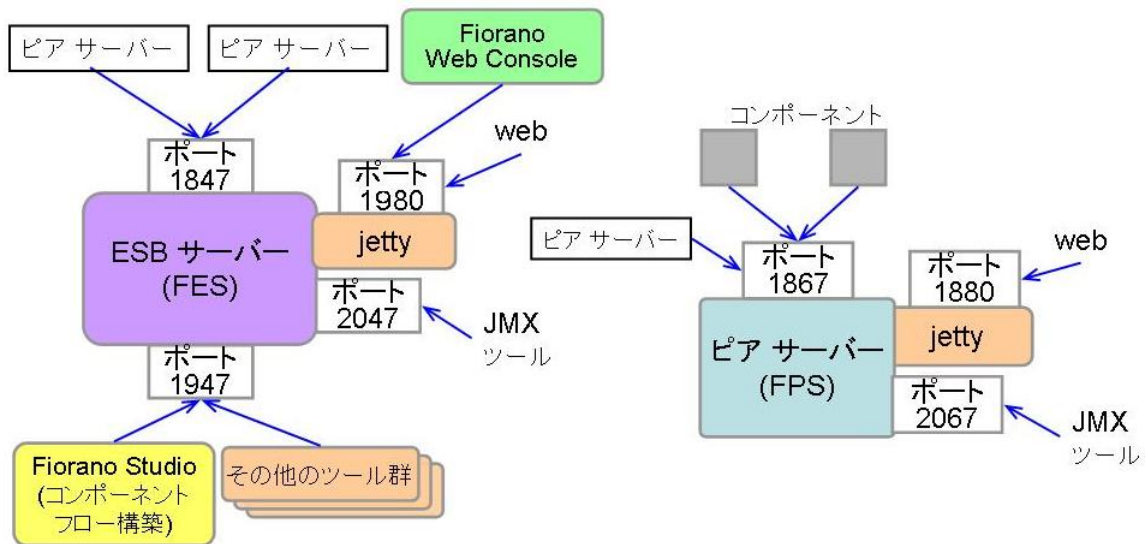 ピア サーバー
ピア サーバー
Fiorano
Web Console
web
ポート
1847
ポート
1980
ESB サーバー
(FES)
jetty
ポート
2047
JMX
ツール
ポート
1947
Fiorano Studio
(コンポーネント
フロー構築)
その他のツール群
コンポーネント
ピア サーバー
ポート
1867
web
ポート
1880
ピア サーバー
(FPS)
jetty
ポート
2067
JMX
ツール